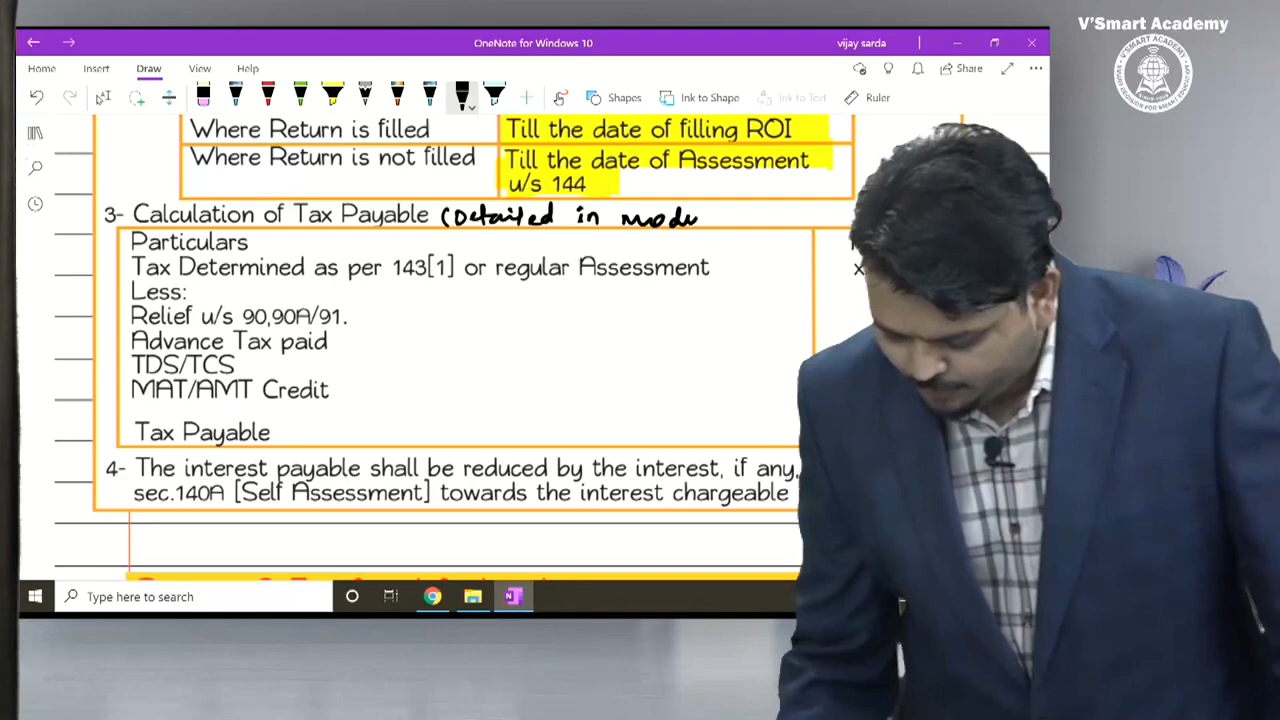 V'Smart Academy
OneNote for Windows 10
vijay sarda
Home Insert Draw View Help
Share
Shapes Ink to Shape Ink to Text Ruler
Where Return is filled Till the date of filling ROI
Where Return is not filled Till the date of Assessment
u/s 144
3- Calculation of Tax Payable (Detailed in modu
Particulars
Tax Determined as per 143[1] or regular Assessment x
Less:
Relief u/s 90,90A/91.
Advance Tax paid
TDS/TCS
MAT/AMT Credit
Tax Payable
4- The interest payable shall be reduced by the interest, if any,
sec.140A [Self Assessment] towards the interest chargeable
Type here to search